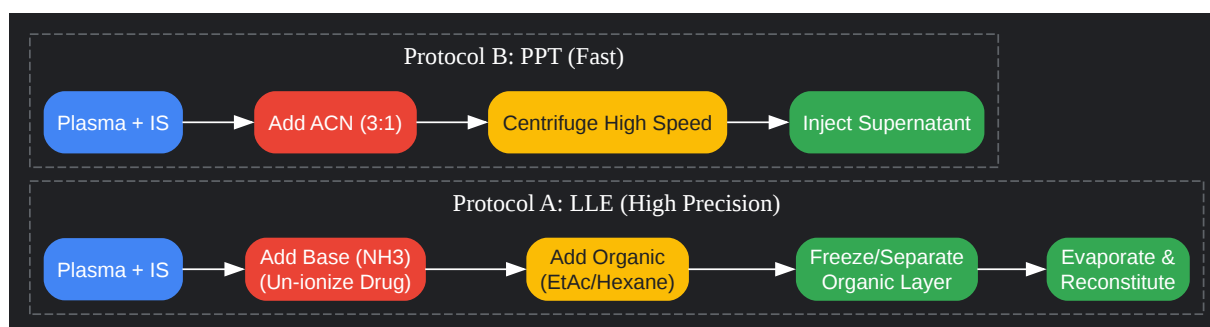 Protocol B: PPT (Fast)
Plasma + IS
Add ACN (3:1)
Centrifuge High Speed
Inject Supernatant
Protocol A: LLE (High Precision)
Plasma + IS
Add Base (NH3)
(Un-ionize Drug)
Add Organic
(EtAc/Hexane)
Freeze/Separate
Organic Layer
Evaporate &
Reconstitute